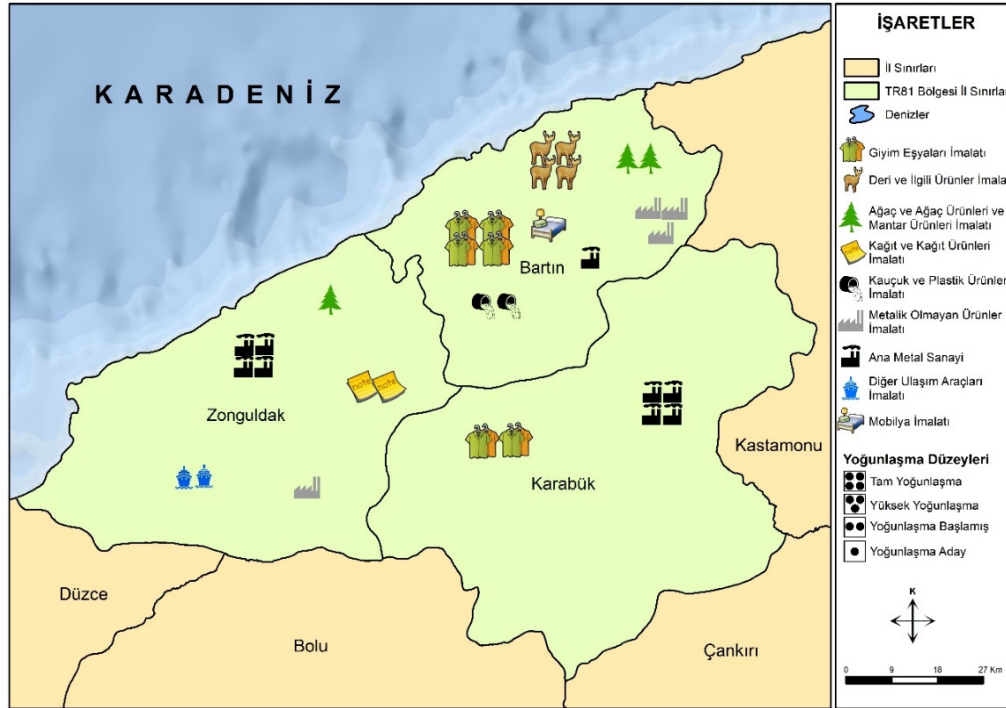 KARADENİZ
Bartın
Zonguldak
Karabük
Kastamonu
Düzce
Bolu
Çankırı
İŞARETLER
İl Sınırları
TR81 Bölgesi İl Sınırlar
Denizler
Giyim Eşyaları İmalatı
Deri ve İlgili Ürünler İmala
Ağaç ve Ağaç Ürünleri ve
Mantar Ürünleri İmalatı
Kağıt ve Kağıt Ürünleri
İmalatı
Kauçuk ve Plastik Ürünler
İmalatı
Metalik Olmayan Ürünler
İmalatı
Ana Metal Sanayi
Diğer Ulaşım Araçları
İmalatı
Mobilya İmalatı
Yoğunlaşma Düzeyleri
Tam Yoğunlaşma
Yüksek Yoğunlaşma
Yoğunlaşma Başlamış
Yoğunlaşma Aday
K
0 9 18 27 Km